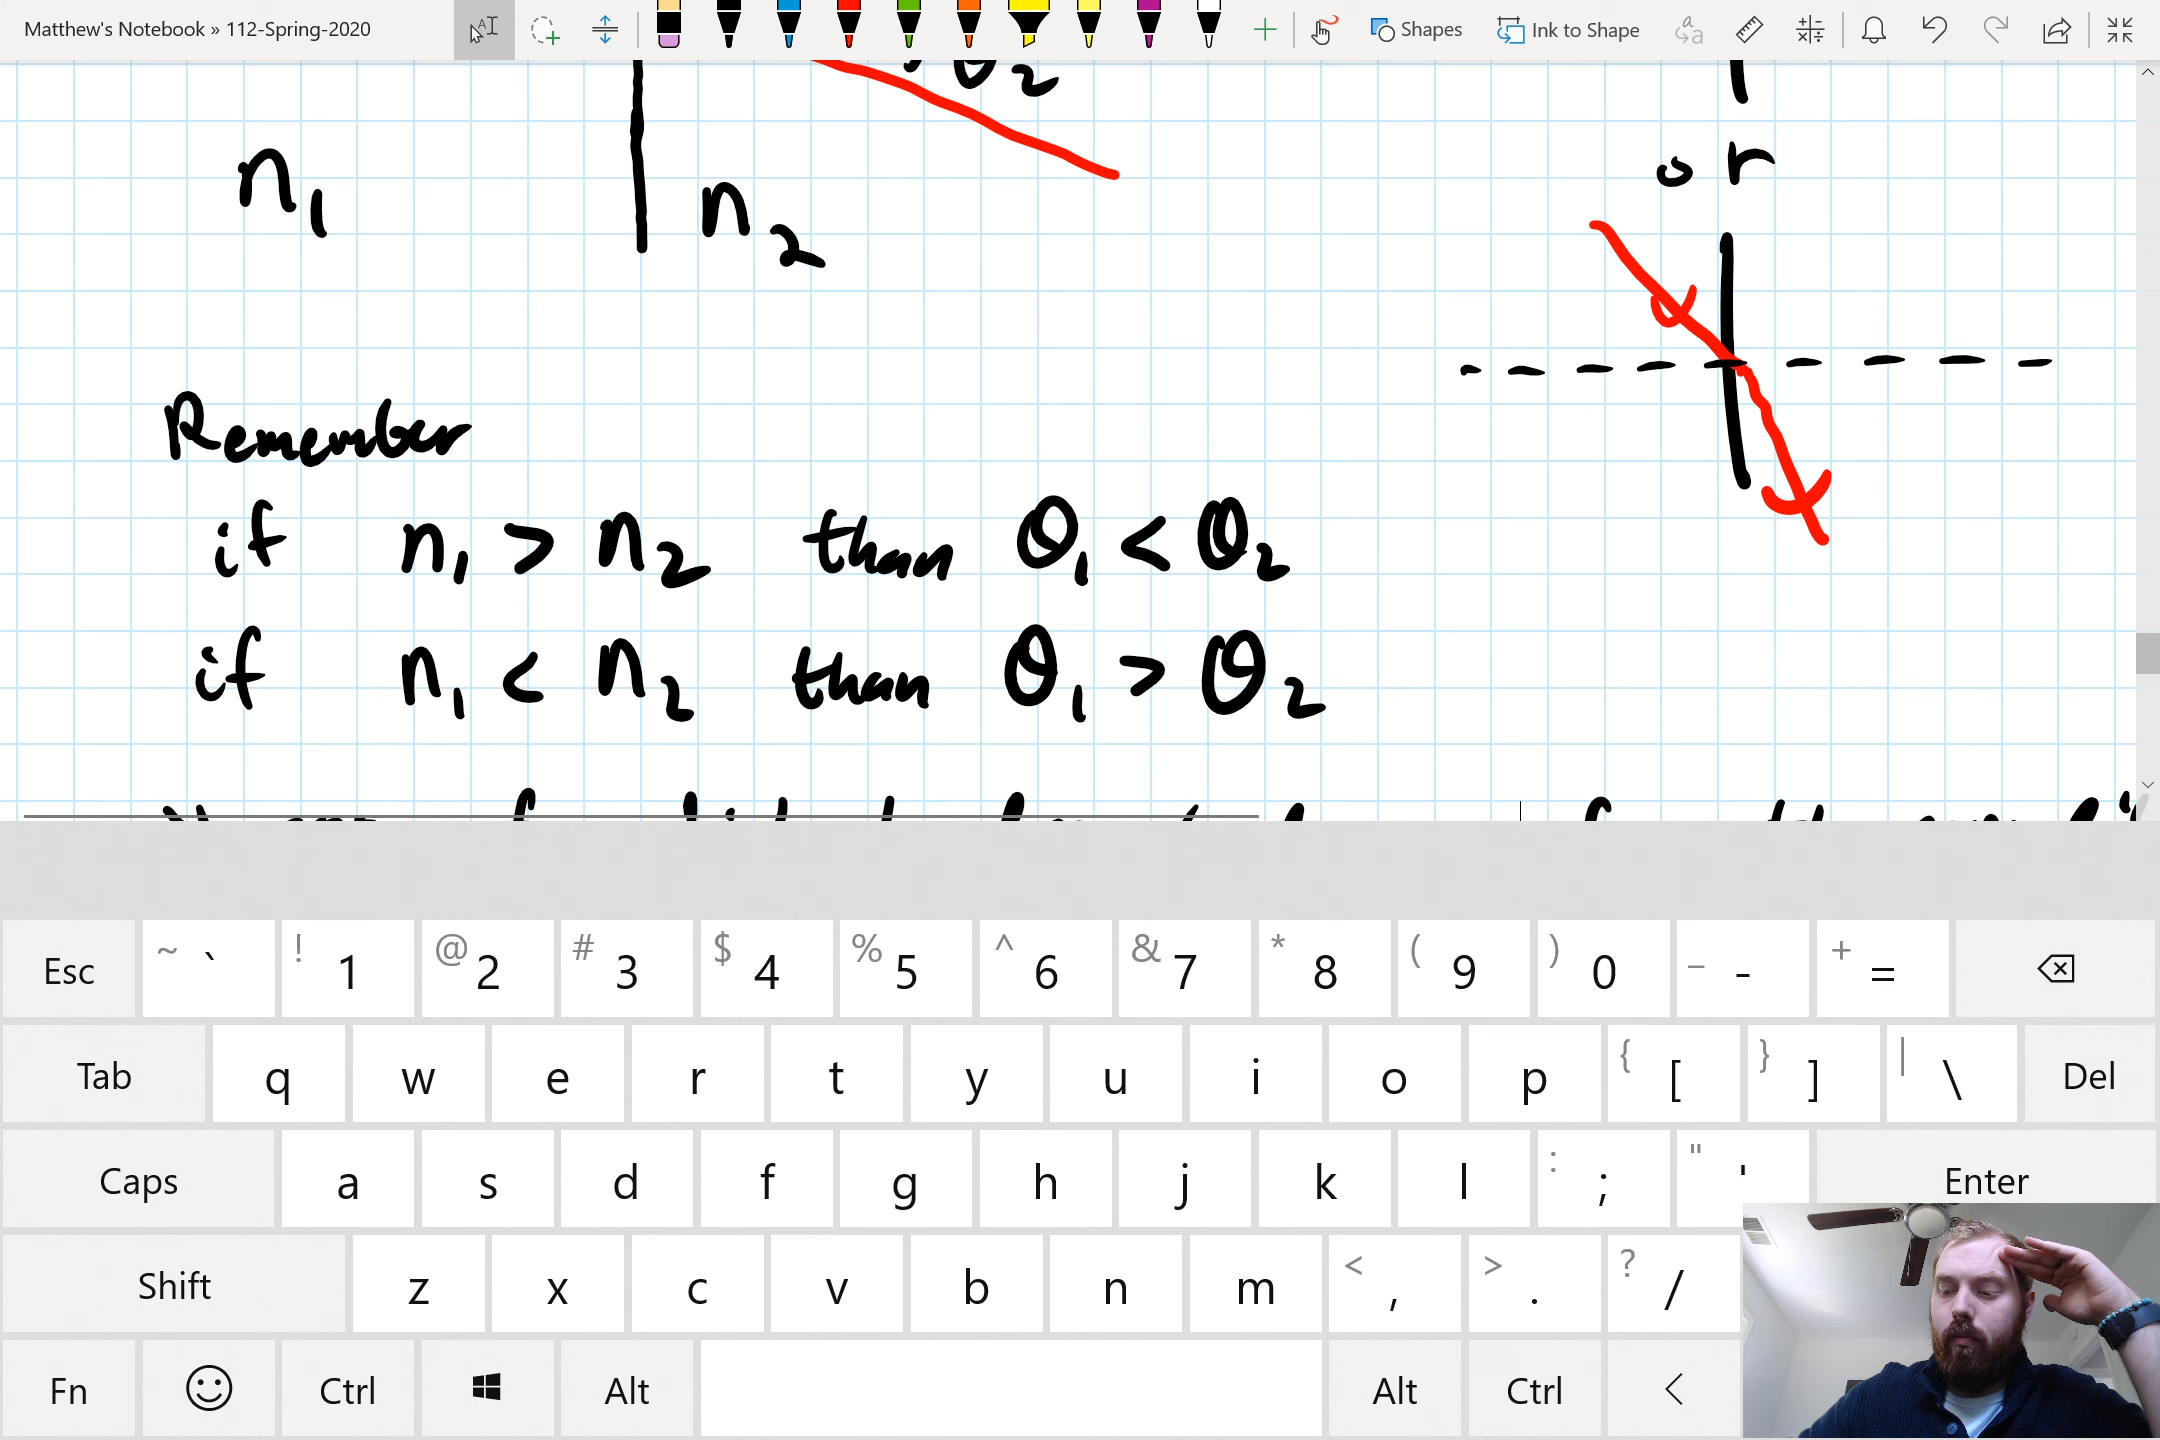 Matthew's Notebook » 112-Spring-2020
Shapes
Ink to Shape
θ2
n1
n2
or
Remember
if n1 > n2 than θ1 < θ2
if n1 < n2 than θ1 > θ2
Esc ~ ` ! 1 @ 2 # 3 $ 4 % 5 ^ 6 & 7 * 8 ( 9 ) 0 _ - + =
Tab q w e r t y u i o p { [ } ] | \ Del
Caps a s d f g h j k l : ; " ' Enter
Shift z x c v b n m < , > . ? /
Fn Ctrl Alt Alt Ctrl <